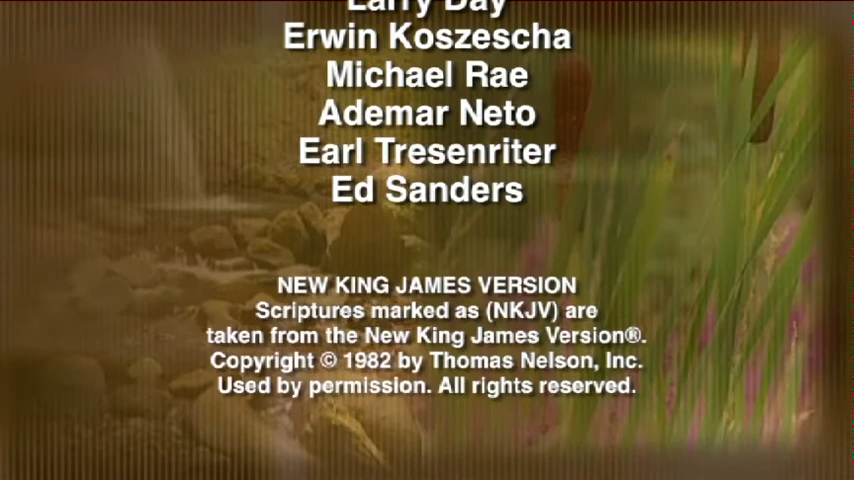 Larry Day
Erwin Koszescha
Michael Rae
Ademar Neto
Earl Tresenriter
Ed Sanders
NEW KING JAMES VERSION
Scriptures marked as (NKJV) are
taken from the New King James Version®.
Copyright © 1982 by Thomas Nelson, Inc.
Used by permission. All rights reserved.